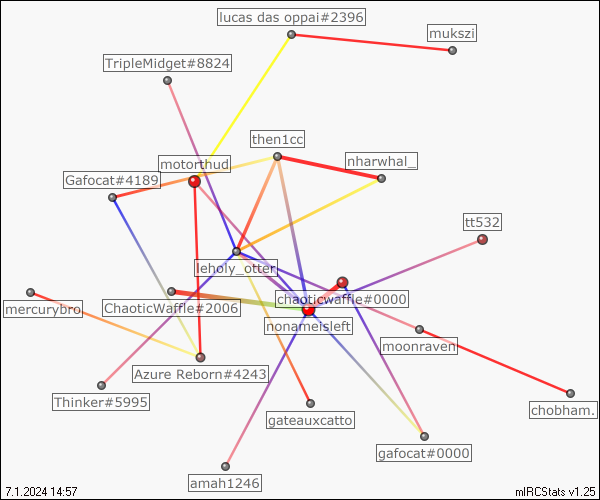 lucas das oppai#2396
mukszi
TripleMidget#8824
then1cc
motorthud
nharwhal_
Gafocat#4189
tt532
leholy_otter
chaoticwaffle#0000
mercurybro.
ChaoticWaffle#2006
nonameisleft
moonraven
Azure Reborn#4243
Thinker#5995
gateauxcatto
chobham.
gafocat#0000
amah1246
7.1.2024 14:57
mIRCStats v1.25